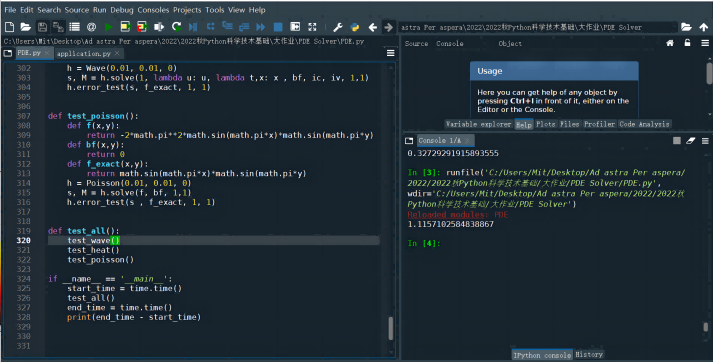 File Edit Search Source Run Debug Consoles Projects Tools View Help
astra Per aspera\2022\2022秋Python科学技术基础\大作业\PDE Solver
C:\Users\Mit\Desktop\Ad astra Per aspera\2022\2022秋Python科学技术基础\大作业\PDE Solver\PDE.py
PDE.py application.py
302 h = Wave(0.01, 0.01, 0)
303 s, M = h.solve(1, lambda u: u, lambda t,x: x , bf, ic, iv, 1,1)
304 h.error_test(s, f_exact, 1, 1)
305
306
307 def test_poisson():
308 def f(x,y):
309 return -2*math.pi**2*math.sin(math.pi*x)*math.sin(math.pi*y)
310 def bf(x,y):
311 return 0
312 def f_exact(x,y):
313 return math.sin(math.pi*x)*math.sin(math.pi*y)
314 h = Poisson(0.01, 0.01, 0)
315 s, M = h.solve(f, bf, 1,1)
316 h.error_test(s , f_exact, 1, 1)
317
318
319 def test_all():
320 test_wave()
321 test_heat()
322 test_poisson()
323
324 if __name__ == '__main__':
325 start_time = time.time()
326 test_all()
327 end_time = time.time()
328 print(end_time - start_time)
329
330
331
Source Console Object
Usage
Here you can get help of any object by
pressing Ctrl+I in front of it, either on the
Editor or the Console.
Variable explorer Help Plots Files Profiler Code Analysis
Console 1/A
0.32729291915893555
In [3]: runfile('C:/Users/Mit/Desktop/Ad astra Per aspera/
2022/2022秋Python科学技术基础/大作业/PDE Solver/PDE.py',
wdir='C:/Users/Mit/Desktop/Ad astra Per aspera/2022/2022秋
Python科学技术基础/大作业/PDE Solver')
Reloaded modules: PDE
1.1157102584838867
In [4]:
IPython console History